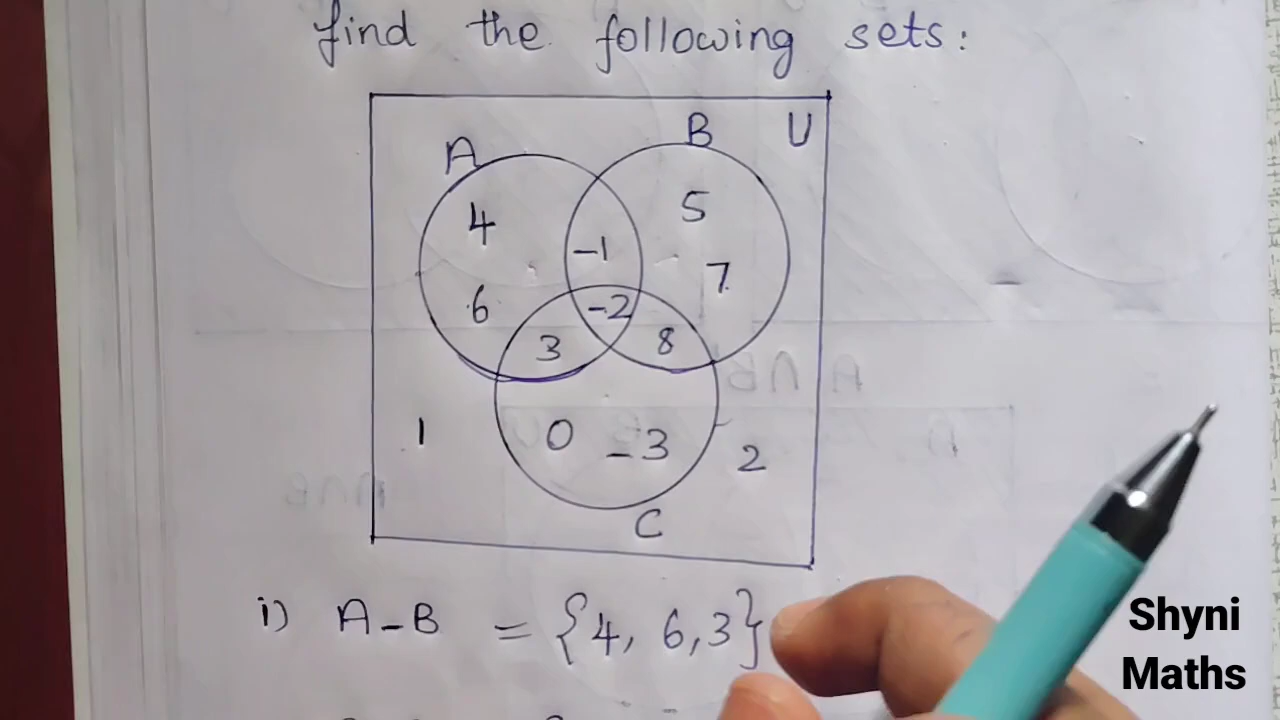 find the following sets:
A B U
4 5
-1
7
6 -2
3 8
1 0 -3 2
C
i) A-B = {4, 6, 3}
Shyni
Maths